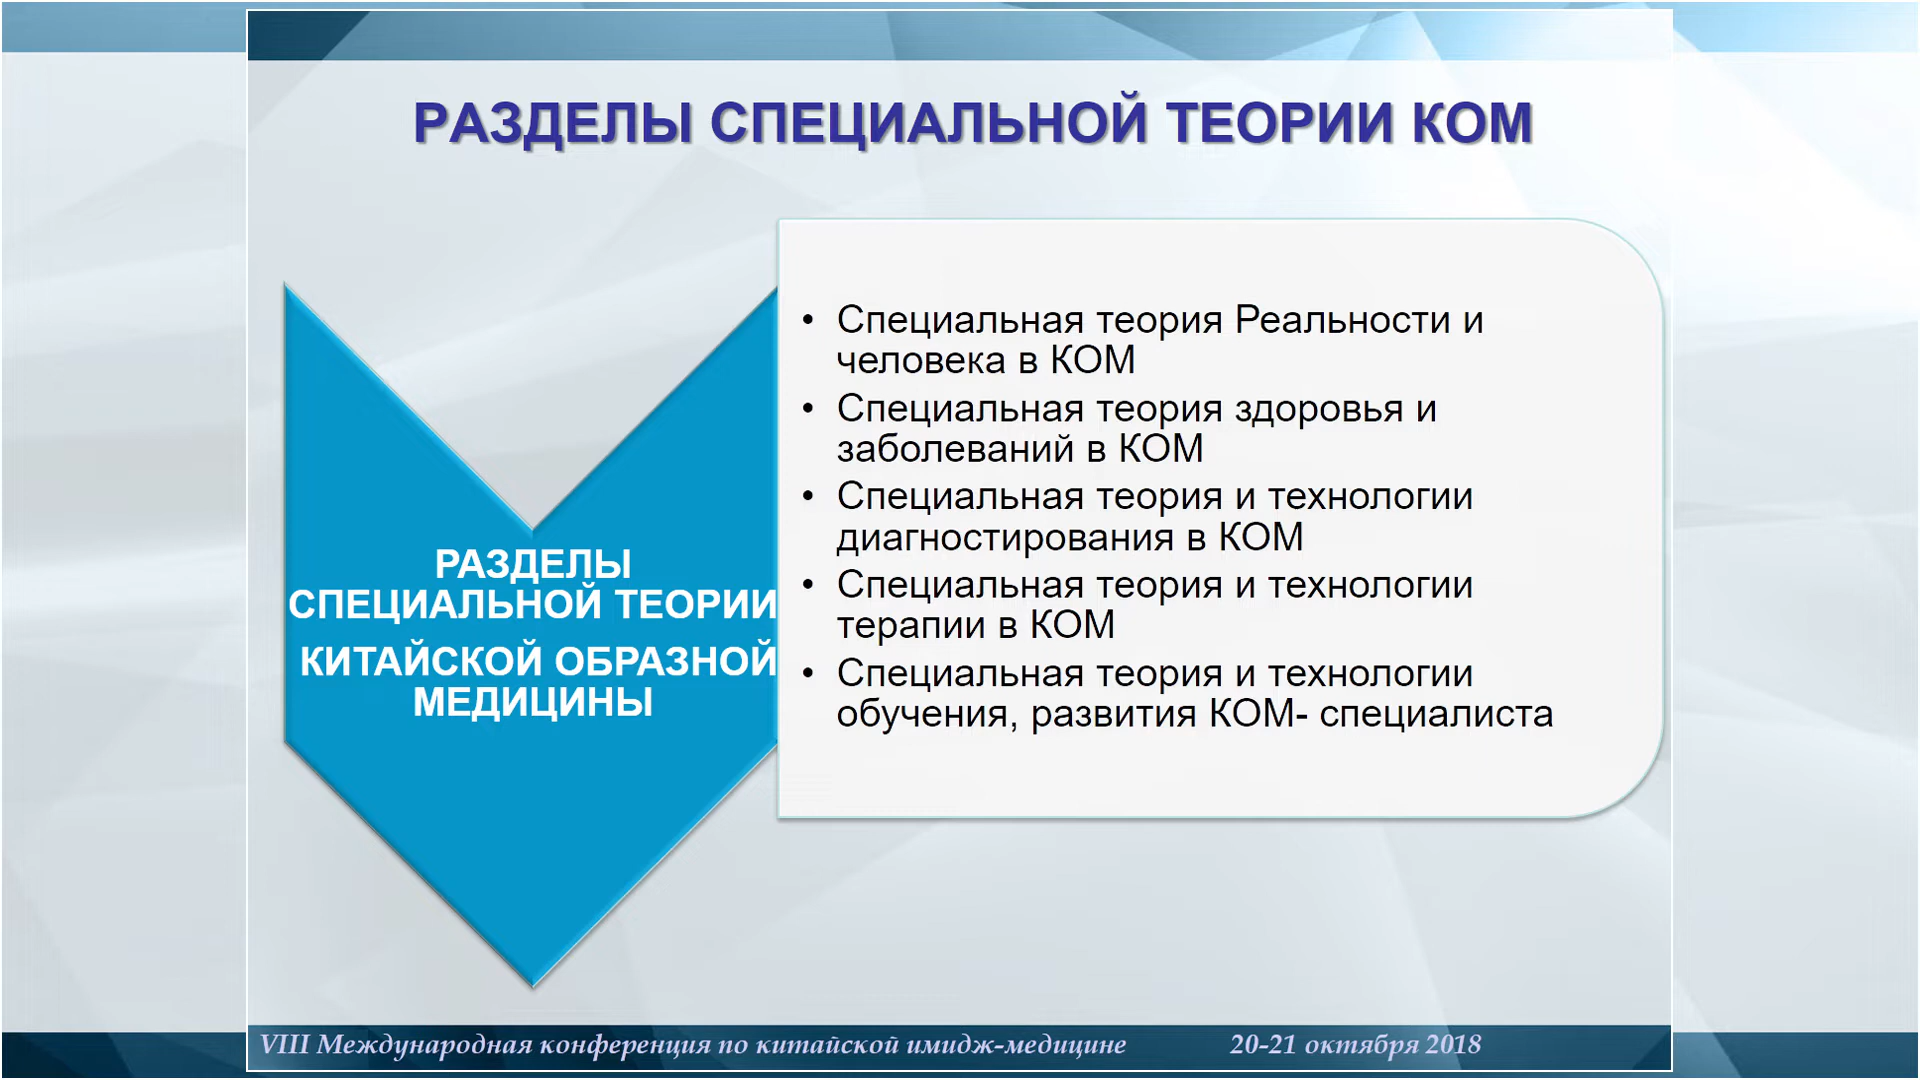 РАЗДЕЛЫ СПЕЦИАЛЬНОЙ ТЕОРИИ КОМ
РАЗДЕЛЫ
СПЕЦИАЛЬНОЙ ТЕОРИИ
КИТАЙСКОЙ ОБРАЗНОЙ
МЕДИЦИНЫ
• Специальная теория Реальности и
человека в КОМ
• Специальная теория здоровья и
заболеваний в КОМ
• Специальная теория и технологии
диагностирования в КОМ
• Специальная теория и технологии
терапии в КОМ
• Специальная теория и технологии
обучения, развития КОМ- специалиста
VIII Международная конференция по китайской имидж-медицине 20-21 октября 2018